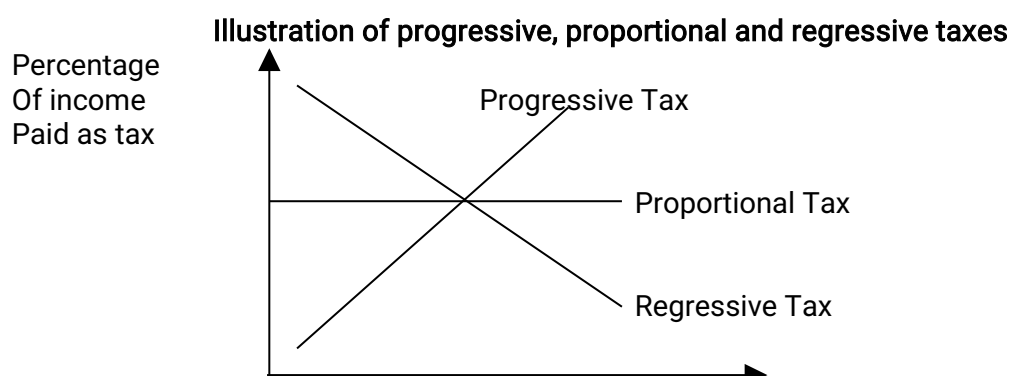 Illustration of progressive, proportional and regressive taxes
Percentage
Of income
Paid as tax
Progressive Tax
Proportional Tax
Regressive Tax